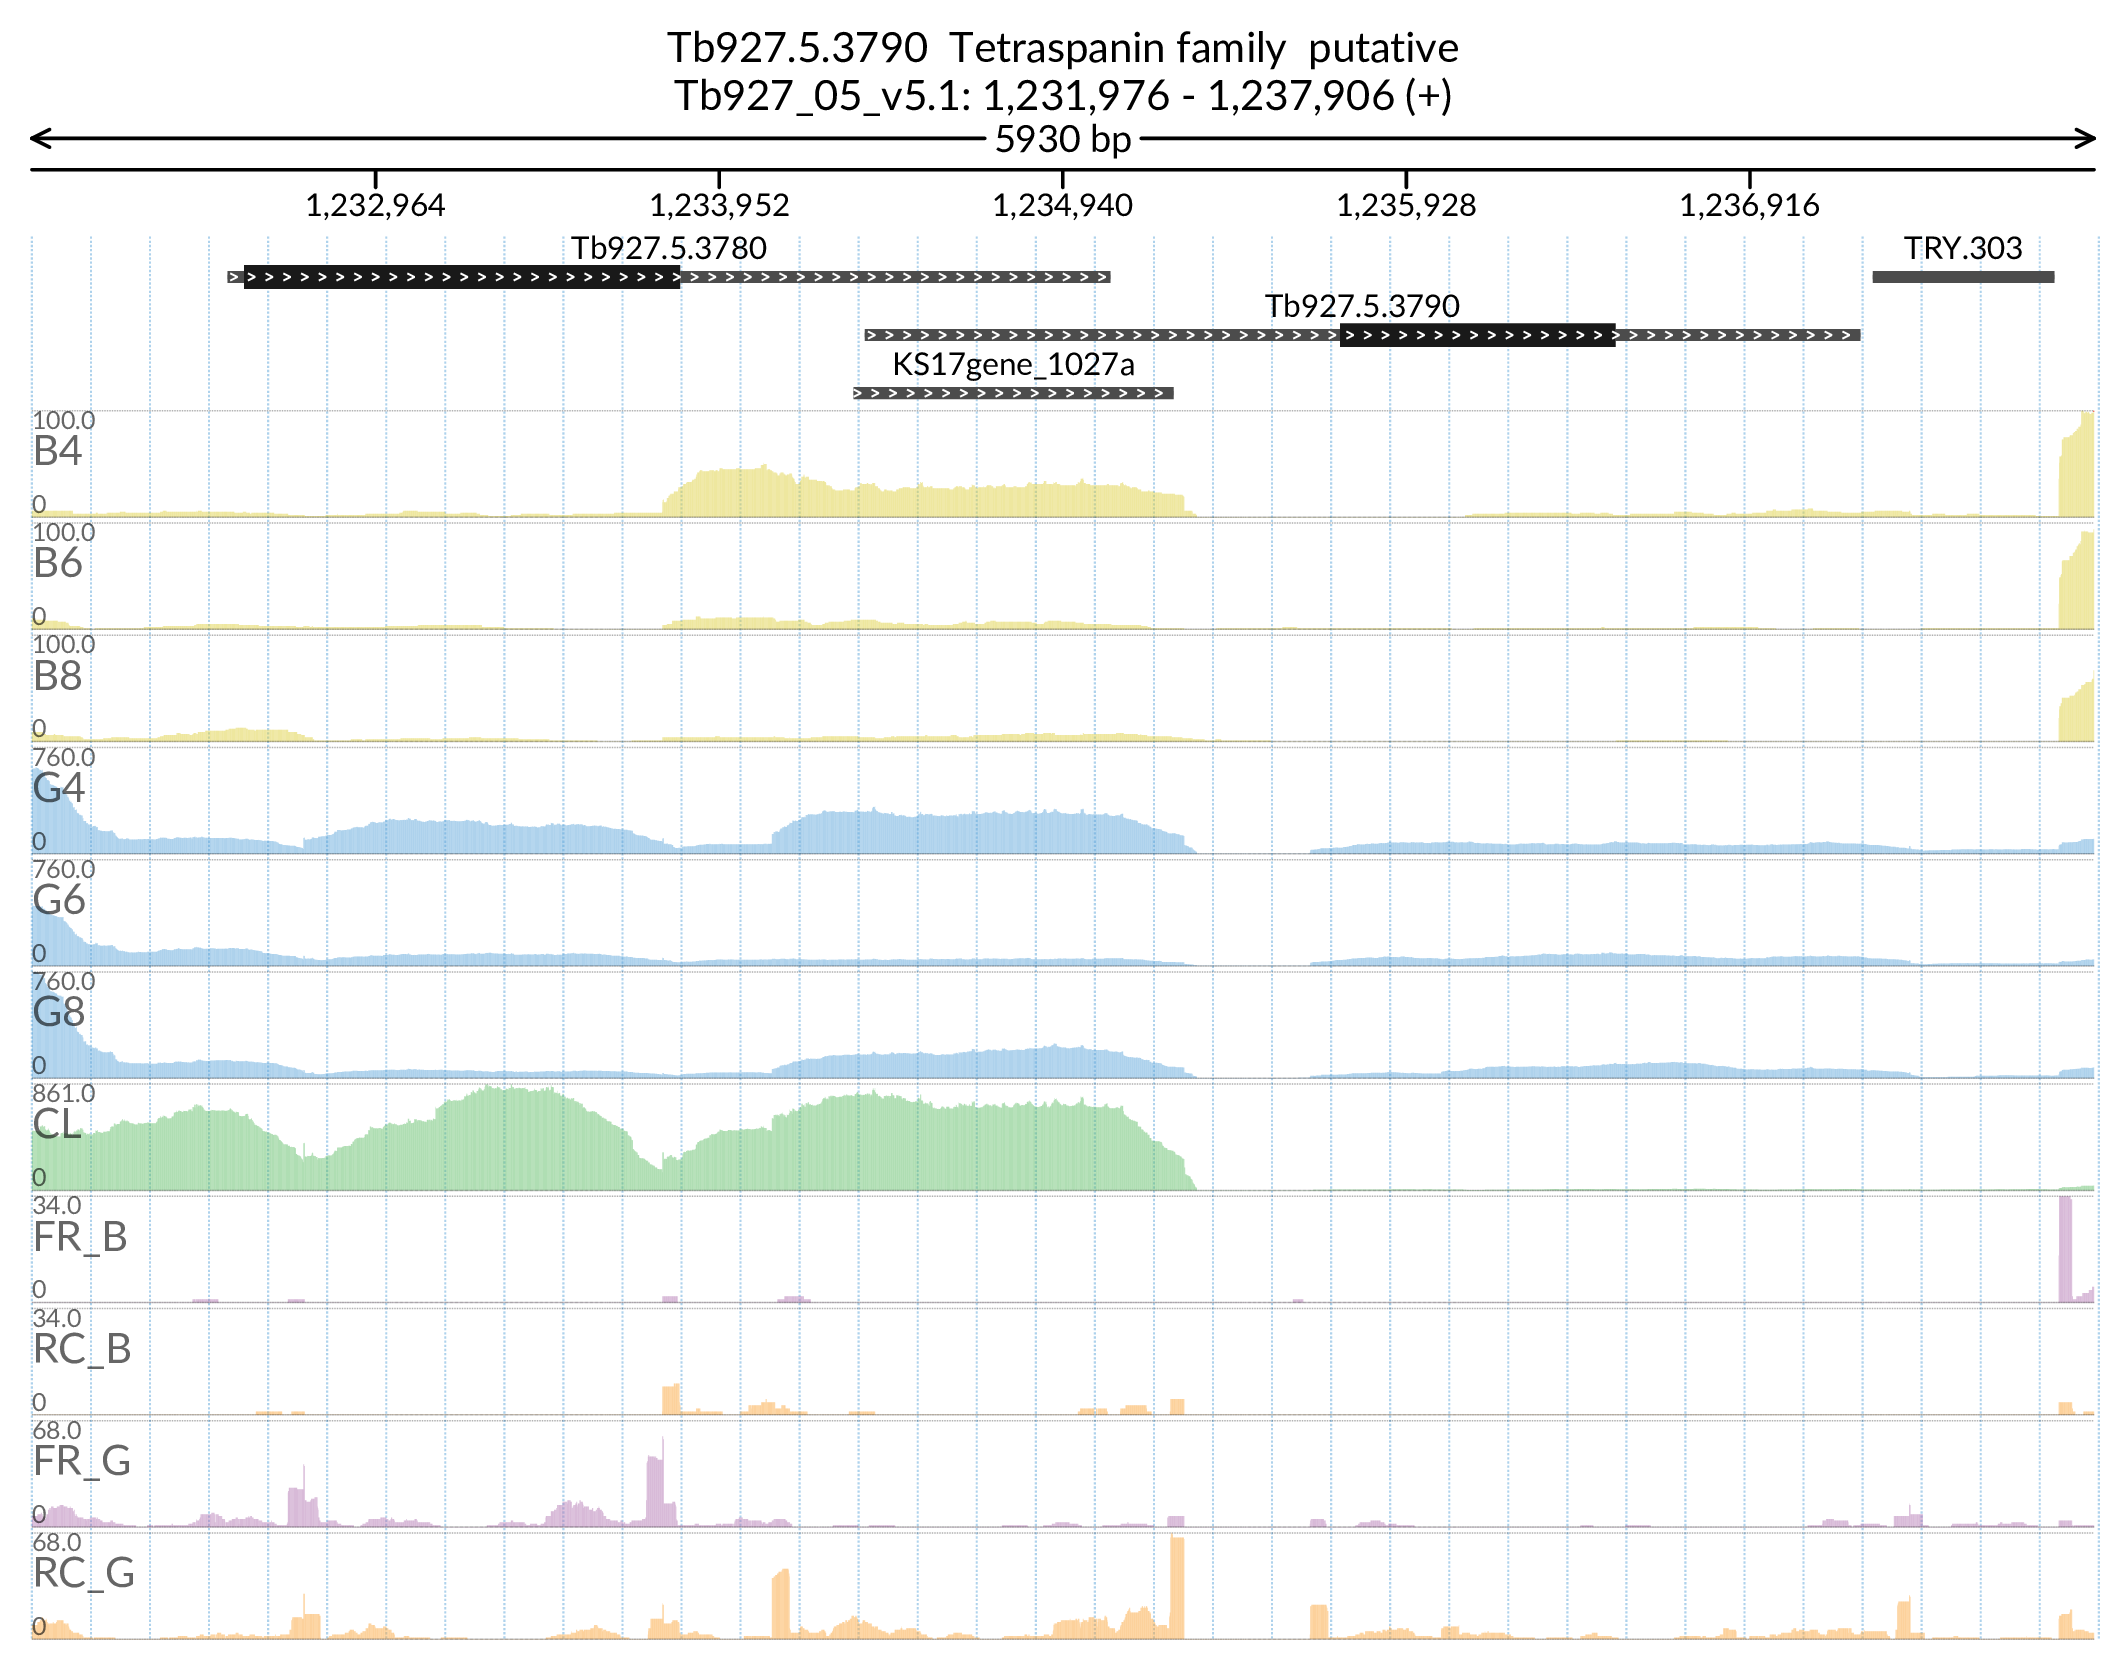 Tb927.5.3790  Tetraspanin family  putative
Tb927_05_v5.1: 1,231,976 - 1,237,906 (+)
5930 bp
1,232,964 1,233,952 1,234,940 1,235,928 1,236,916
Tb927.5.3780 TRY.303
Tb927.5.3790
KS17gene_1027a
100.0
B4
0
100.0
B6
0
100.0
B8
0
760.0
G4
0
760.0
G6
0
760.0
G8
0
861.0
CL
0
34.0
FR_B
0
34.0
RC_B
0
68.0
FR_G
0
68.0
RC_G
0